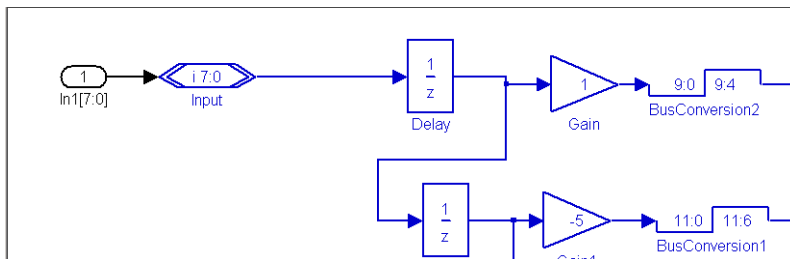 1
In1[7:0]
i 7:0
Input
1
z
Delay
1
Gain
9:0 9:4
BusConversion2
1
z
-5
Gain1
11:0 11:6
BusConversion1